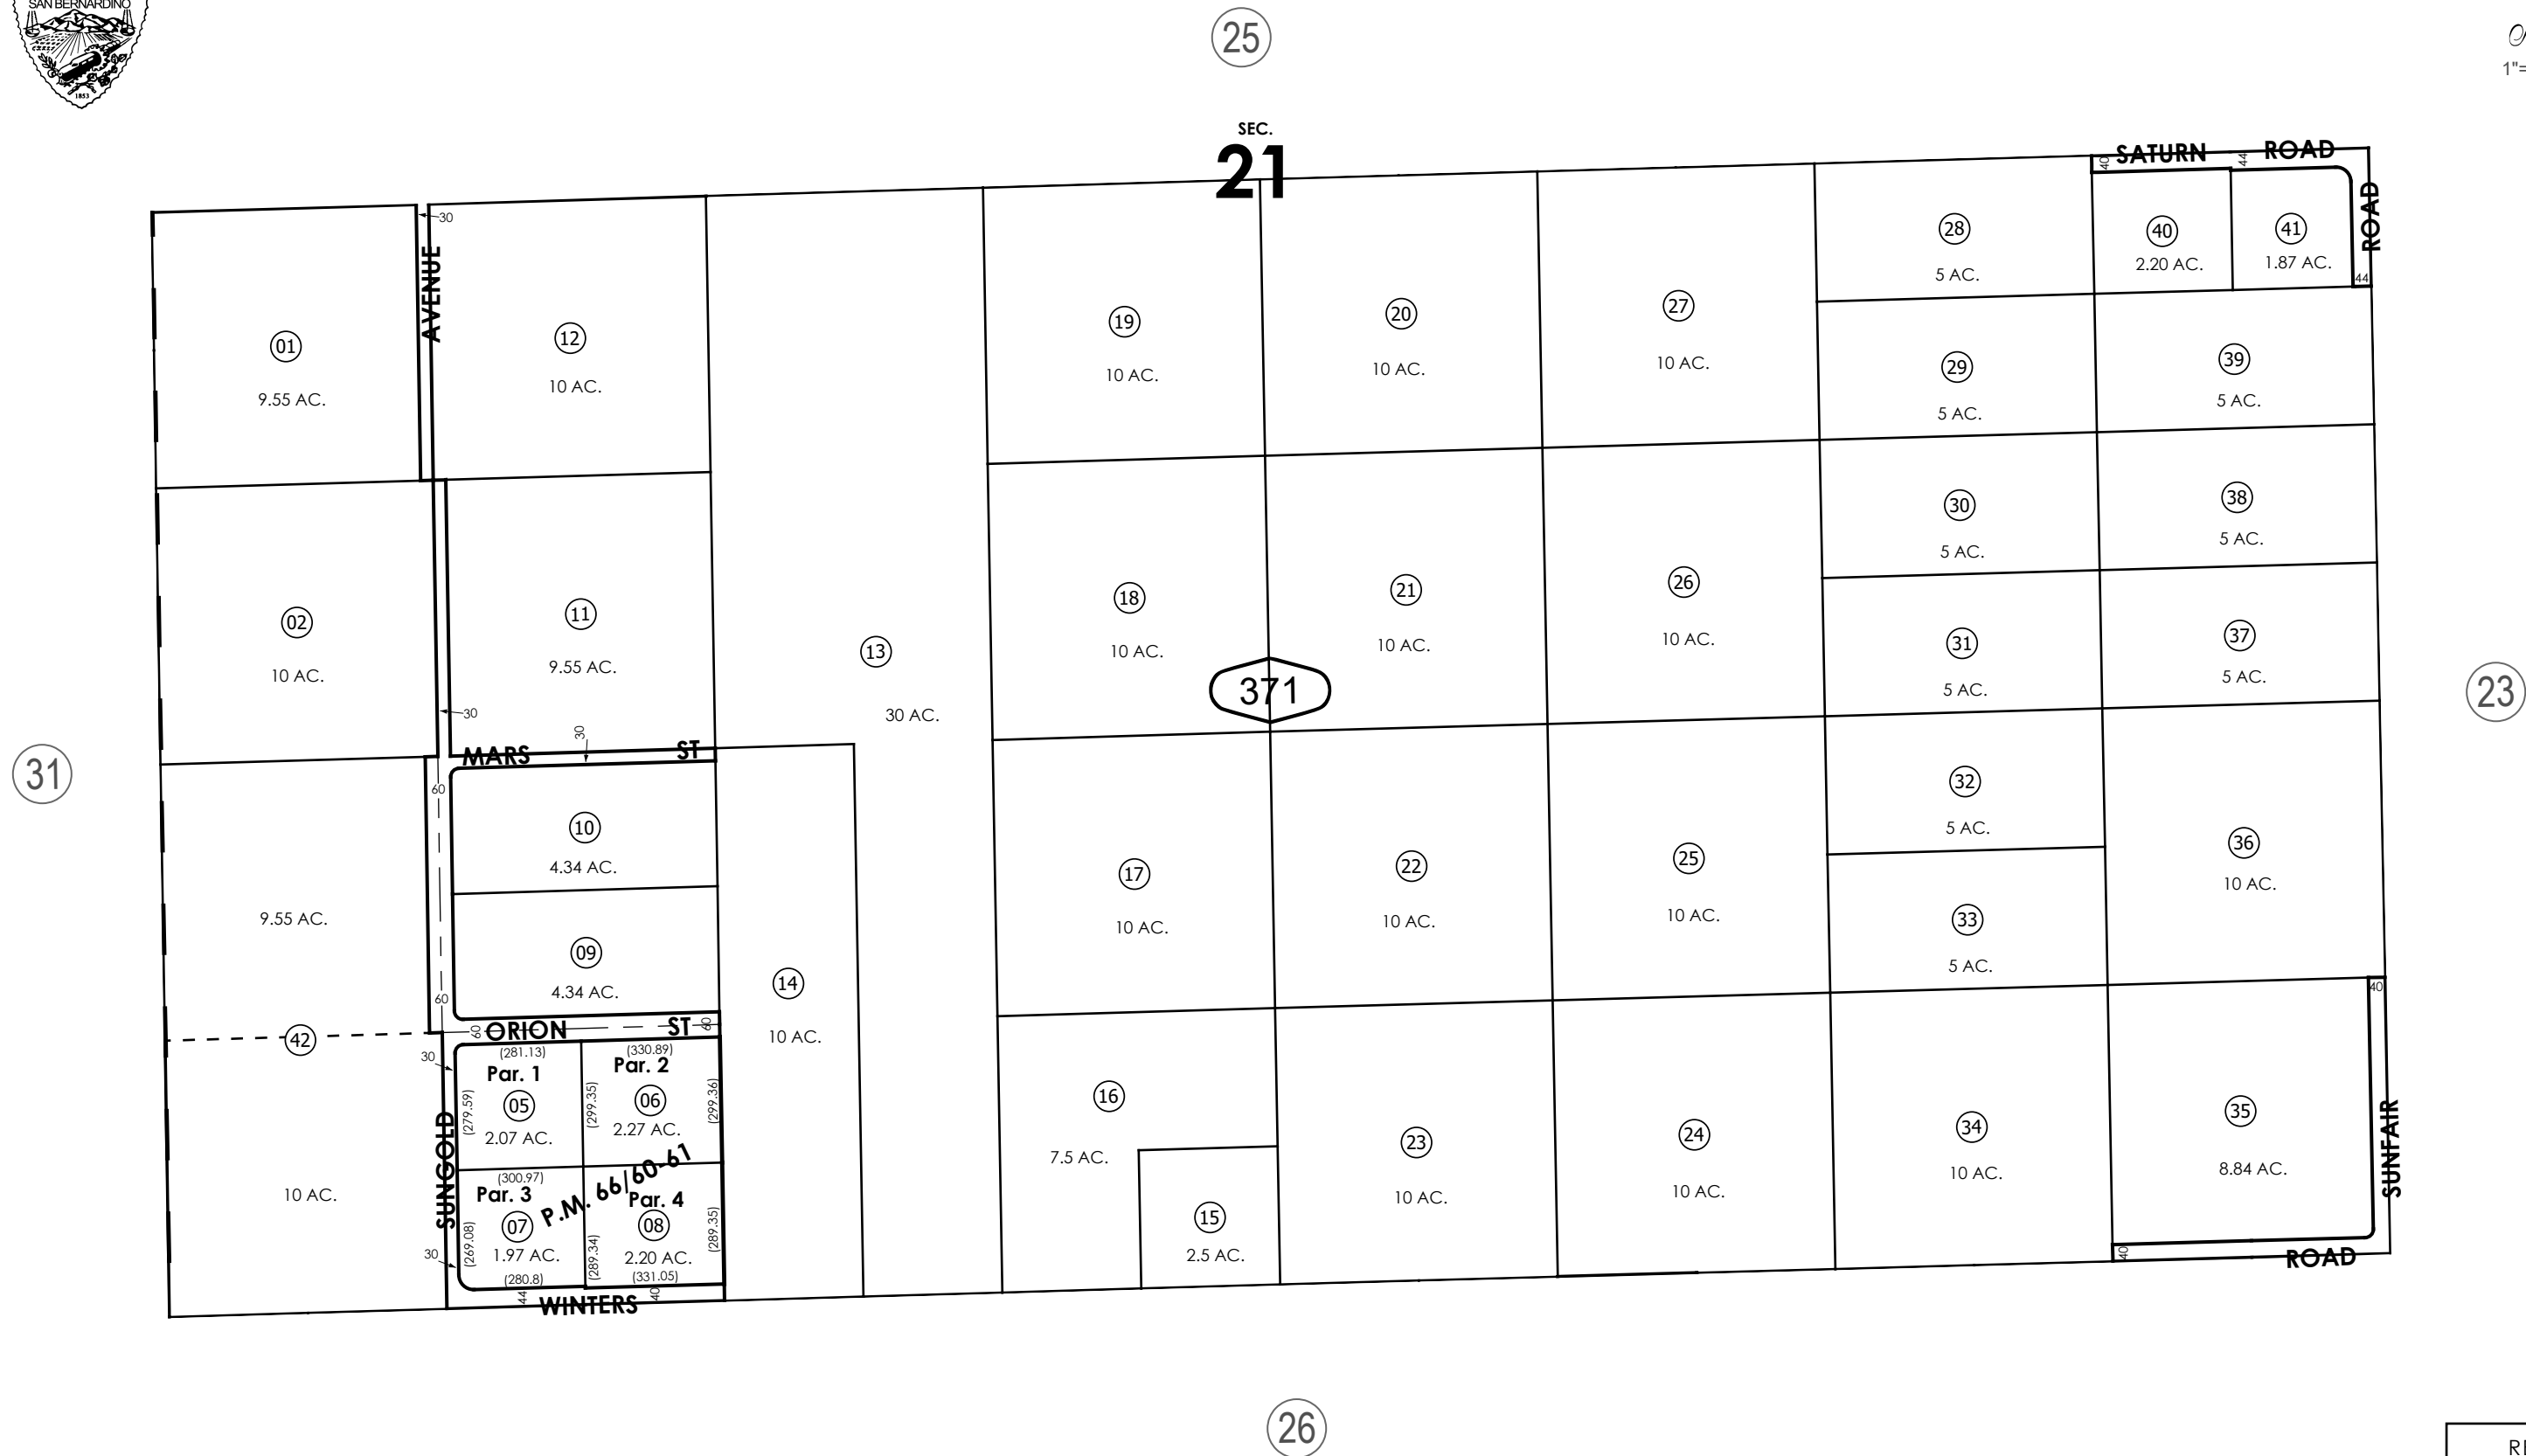 SAN BERNARDINO
1853
25
1"=
SEC.
21
SATURN ROAD
40
44
ROAD
44
30
AVENUE
01
9.55 AC.
12
10 AC.
19
10 AC.
20
10 AC.
27
10 AC.
28
5 AC.
40
2.20 AC.
41
1.87 AC.
29
5 AC.
39
5 AC.
02
10 AC.
11
9.55 AC.
13
30 AC.
18
10 AC.
21
10 AC.
26
10 AC.
30
5 AC.
38
5 AC.
31
5 AC.
37
5 AC.
371
23
31
30
30
MARS ST
60
10
4.34 AC.
9.55 AC.
09
4.34 AC.
60
14
10 AC.
17
10 AC.
22
10 AC.
25
10 AC.
32
5 AC.
33
5 AC.
36
10 AC.
40
42
60
ORION ST
60
30
(281.13)
(330.89)
Par. 1
Par. 2
(279.59)
05
2.07 AC.
(299.35)
06
2.27 AC.
(299.36)
SUNGOLD
10 AC.
P.M. 66/60-61
(300.97)
Par. 3
Par. 4
(269.08)
07
1.97 AC.
(289.34)
08
2.20 AC.
(289.35)
30
(280.8)
(331.05)
44
40
WINTERS
16
7.5 AC.
15
2.5 AC.
23
10 AC.
24
10 AC.
34
10 AC.
35
8.84 AC.
SUNFAIR
40
ROAD
26